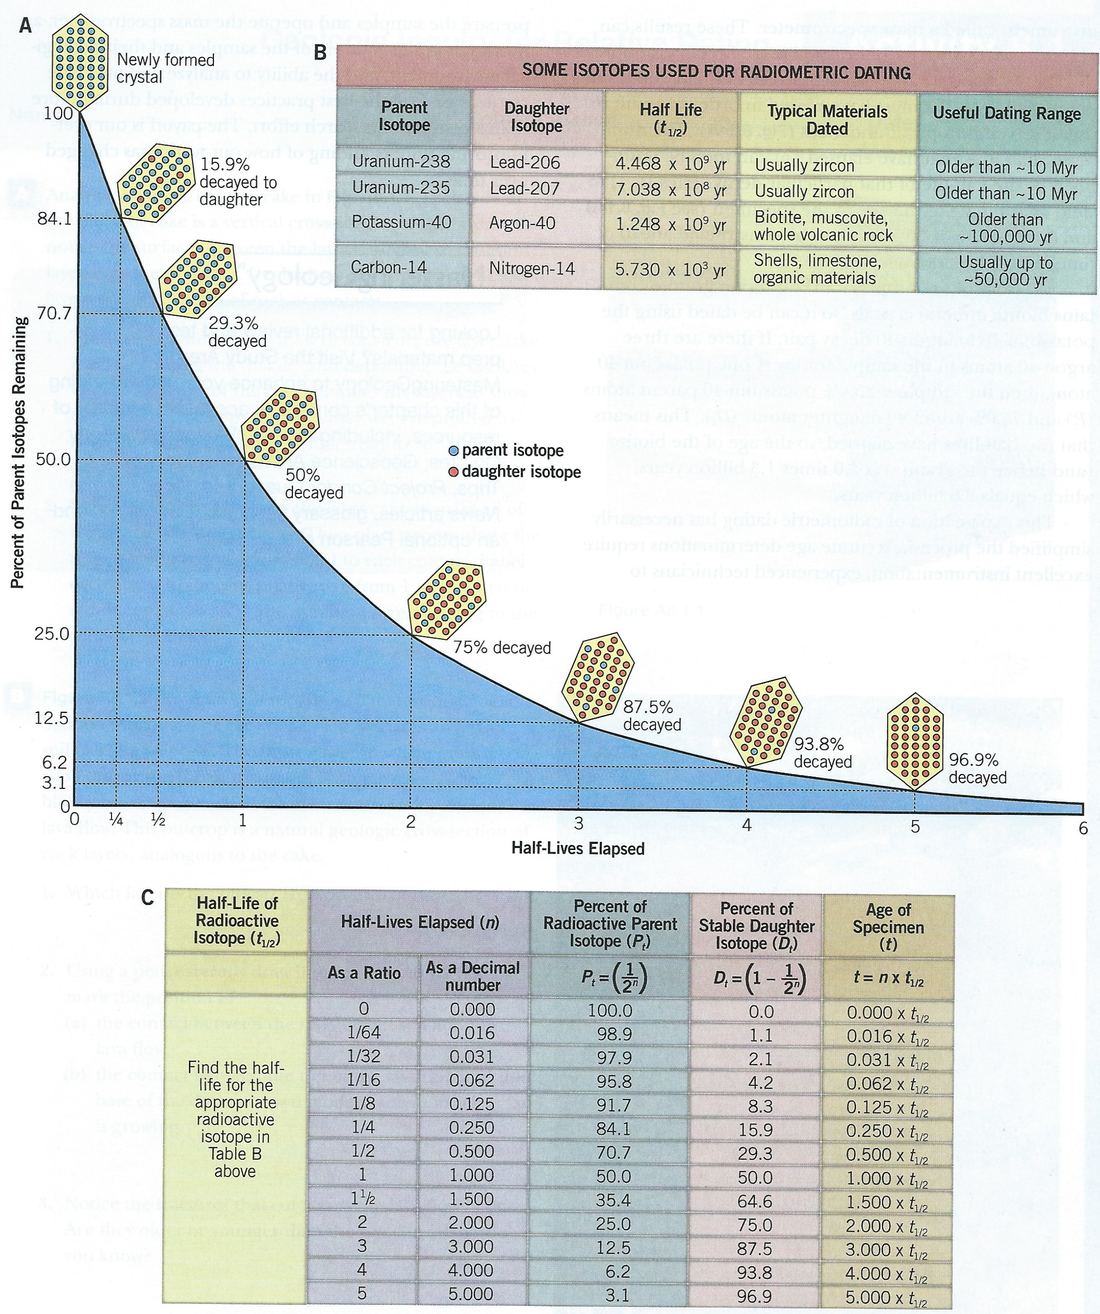 A
Newly formed
crystal
100
15.9%
decayed to
daughter
84.1
29.3%
decayed
70.7
50%
decayed
50.0
parent isotope
daughter isotope
75% decayed
25.0
87.5%
decayed
12.5
93.8%
decayed
6.2
96.9%
decayed
3.1
0
Percent of Parent Isotopes Remaining
0 ¼ ½ 1 2 3 4 5 6
Half-Lives Elapsed
B
SOME ISOTOPES USED FOR RADIOMETRIC DATING
Parent Isotope Daughter Isotope Half Life (t1/2) Typical Materials Dated Useful Dating Range
Uranium-238 Lead-206 4.468 x 10⁹ yr Usually zircon Older than ~10 Myr
Uranium-235 Lead-207 7.038 x 10⁸ yr Usually zircon Older than ~10 Myr
Potassium-40 Argon-40 1.248 x 10⁹ yr Biotite, muscovite, whole volcanic rock Older than ~100,000 yr
Carbon-14 Nitrogen-14 5.730 x 10³ yr Shells, limestone, organic materials Usually up to ~50,000 yr
C
Half-Life of Radioactive Isotope (t1/2) Half-Lives Elapsed (n) Percent of Radioactive Parent Isotope (Pt) Percent of Stable Daughter Isotope (Dt) Age of Specimen (t)
As a Ratio As a Decimal number Pt = (1/2ⁿ) Dt = (1 - 1/2ⁿ) t = n x t1/2
Find the half-
life for the
appropriate
radioactive
isotope in
Table B
above
0 0.000 100.0 0.0 0.000 x t1/2
1/64 0.016 98.9 1.1 0.016 x t1/2
1/32 0.031 97.9 2.1 0.031 x t1/2
1/16 0.062 95.8 4.2 0.062 x t1/2
1/8 0.125 91.7 8.3 0.125 x t1/2
1/4 0.250 84.1 15.9 0.250 x t1/2
1/2 0.500 70.7 29.3 0.500 x t1/2
1 1.000 50.0 50.0 1.000 x t1/2
1½ 1.500 35.4 64.6 1.500 x t1/2
2 2.000 25.0 75.0 2.000 x t1/2
3 3.000 12.5 87.5 3.000 x t1/2
4 4.000 6.2 93.8 4.000 x t1/2
5 5.000 3.1 96.9 5.000 x t1/2